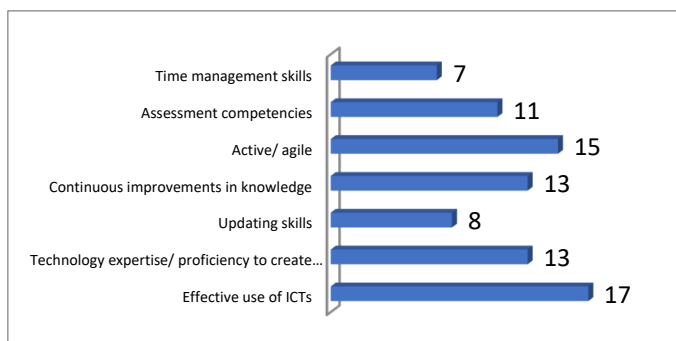 Time management skills 7
Assessment competencies 11
Active/ agile 15
Continuous improvements in knowledge 13
Updating skills 8
Technology expertise/ proficiency to create… 13
Effective use of ICTs 17